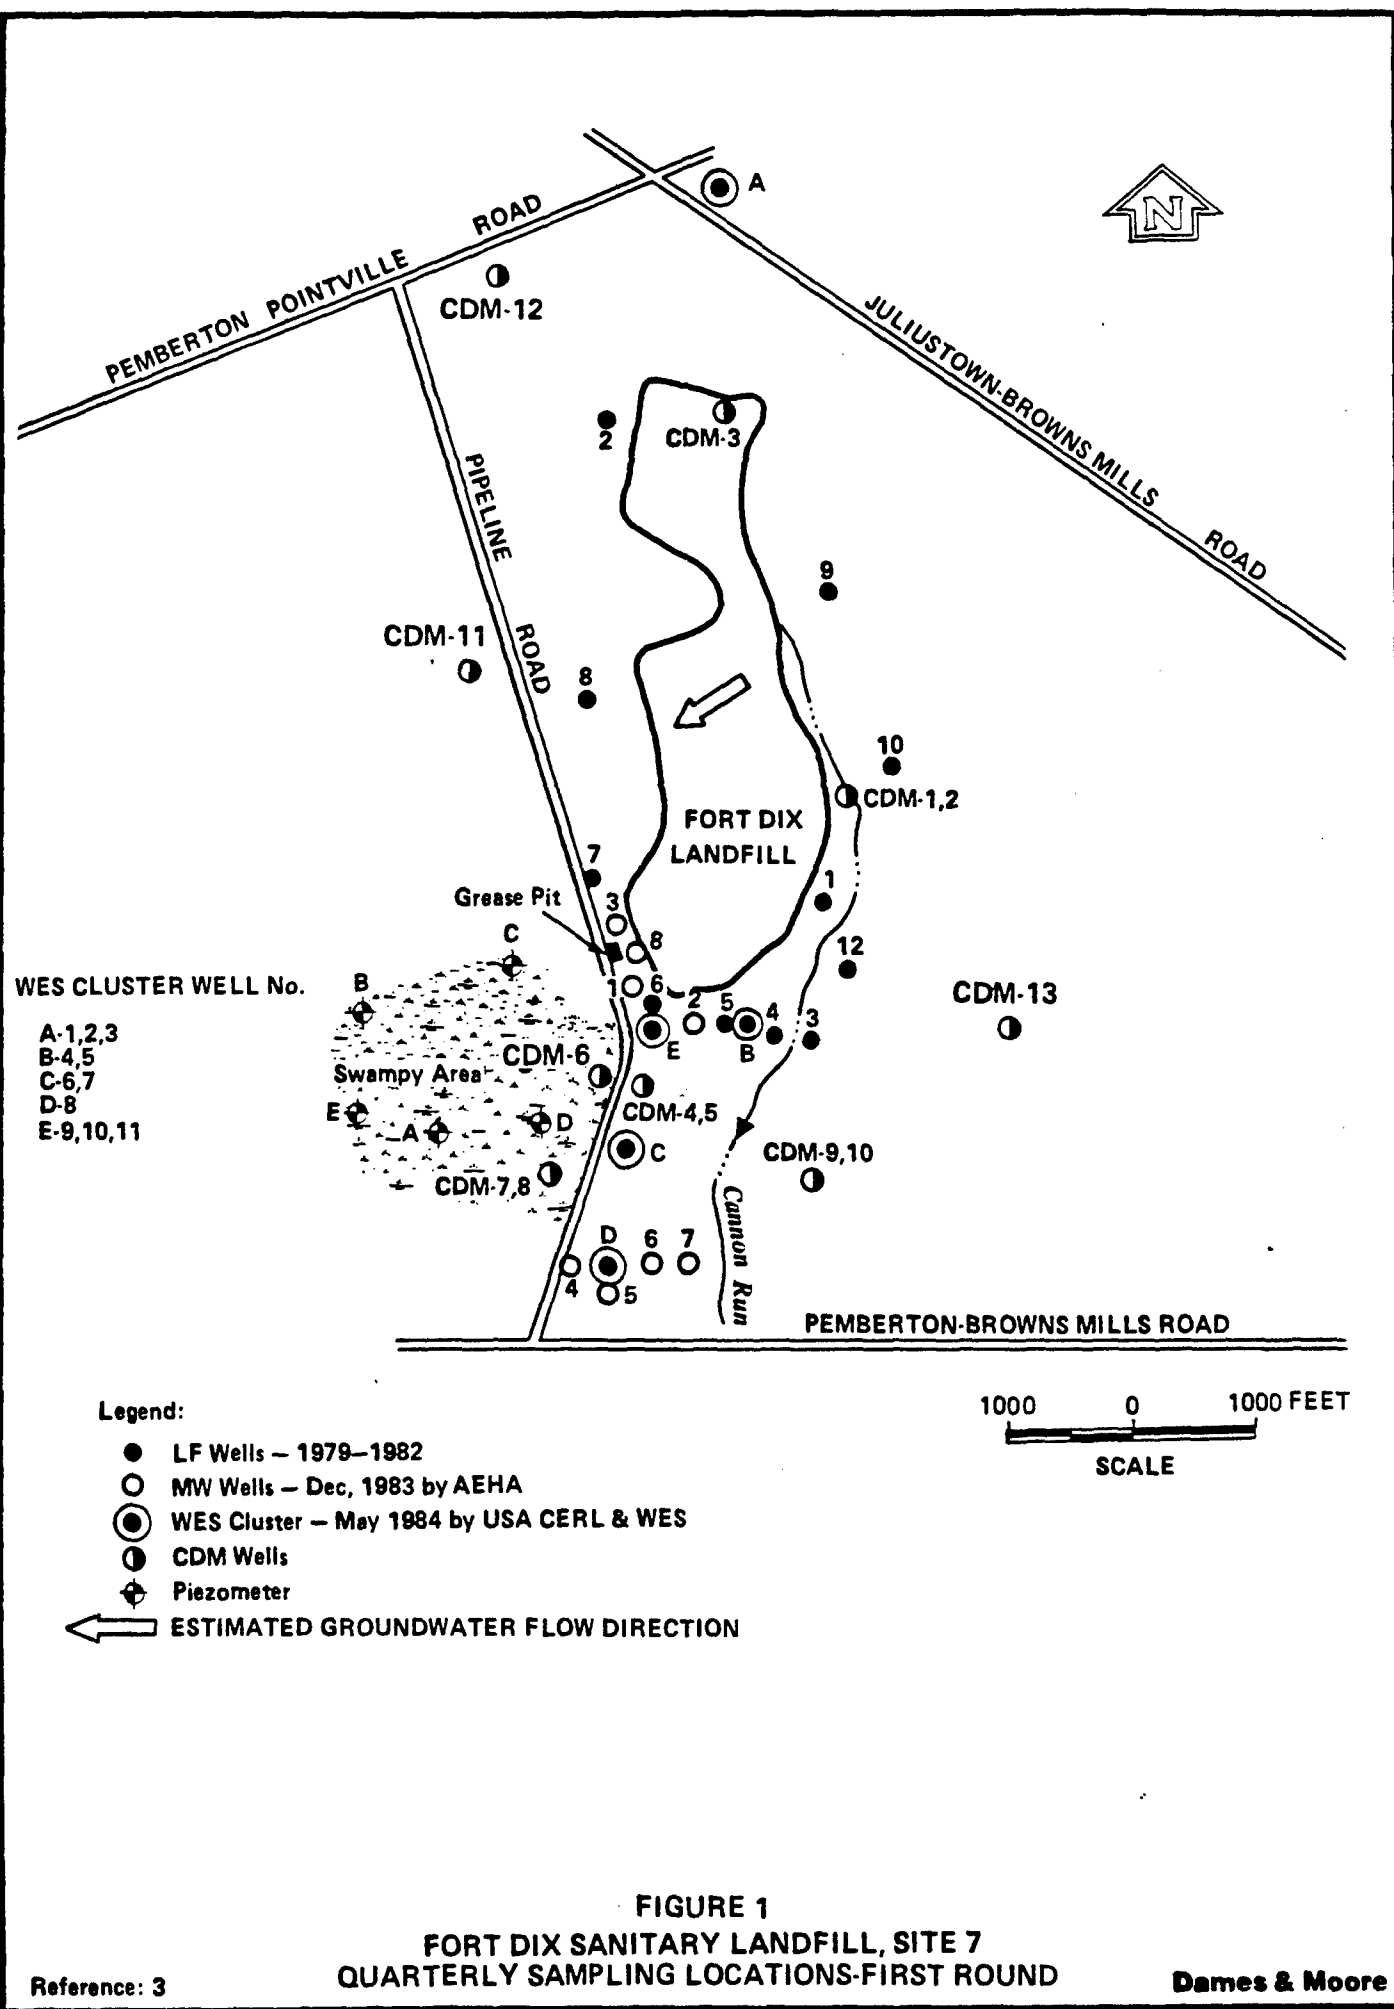 A
N
PEMBERTON POINTVILLE ROAD
CDM-12
JULIUSTOWN-BROWNS MILLS ROAD
2
CDM-3
PIPELINE ROAD
9
CDM-11
8
10
CDM-1,2
FORT DIX
LANDFILL
7
1
Grease Pit
3
C
8
12
WES CLUSTER WELL No.
B
1
6
2
5
4
3
CDM-13
A-1,2,3
B-4,5
C-6,7
D-8
E-9,10,11
E
B
CDM-6
Swampy Area
CDM-4,5
E
A
D
C
CDM-9,10
CDM-7,8
Cannon Run
D
6
7
4
5
PEMBERTON-BROWNS MILLS ROAD
Legend:
LF Wells – 1979–1982
MW Wells – Dec, 1983 by AEHA
WES Cluster – May 1984 by USA CERL & WES
CDM Wells
Piezometer
ESTIMATED GROUNDWATER FLOW DIRECTION
1000 0 1000 FEET
SCALE
FIGURE 1
FORT DIX SANITARY LANDFILL, SITE 7
QUARTERLY SAMPLING LOCATIONS-FIRST ROUND
Reference: 3
Dames & Moore